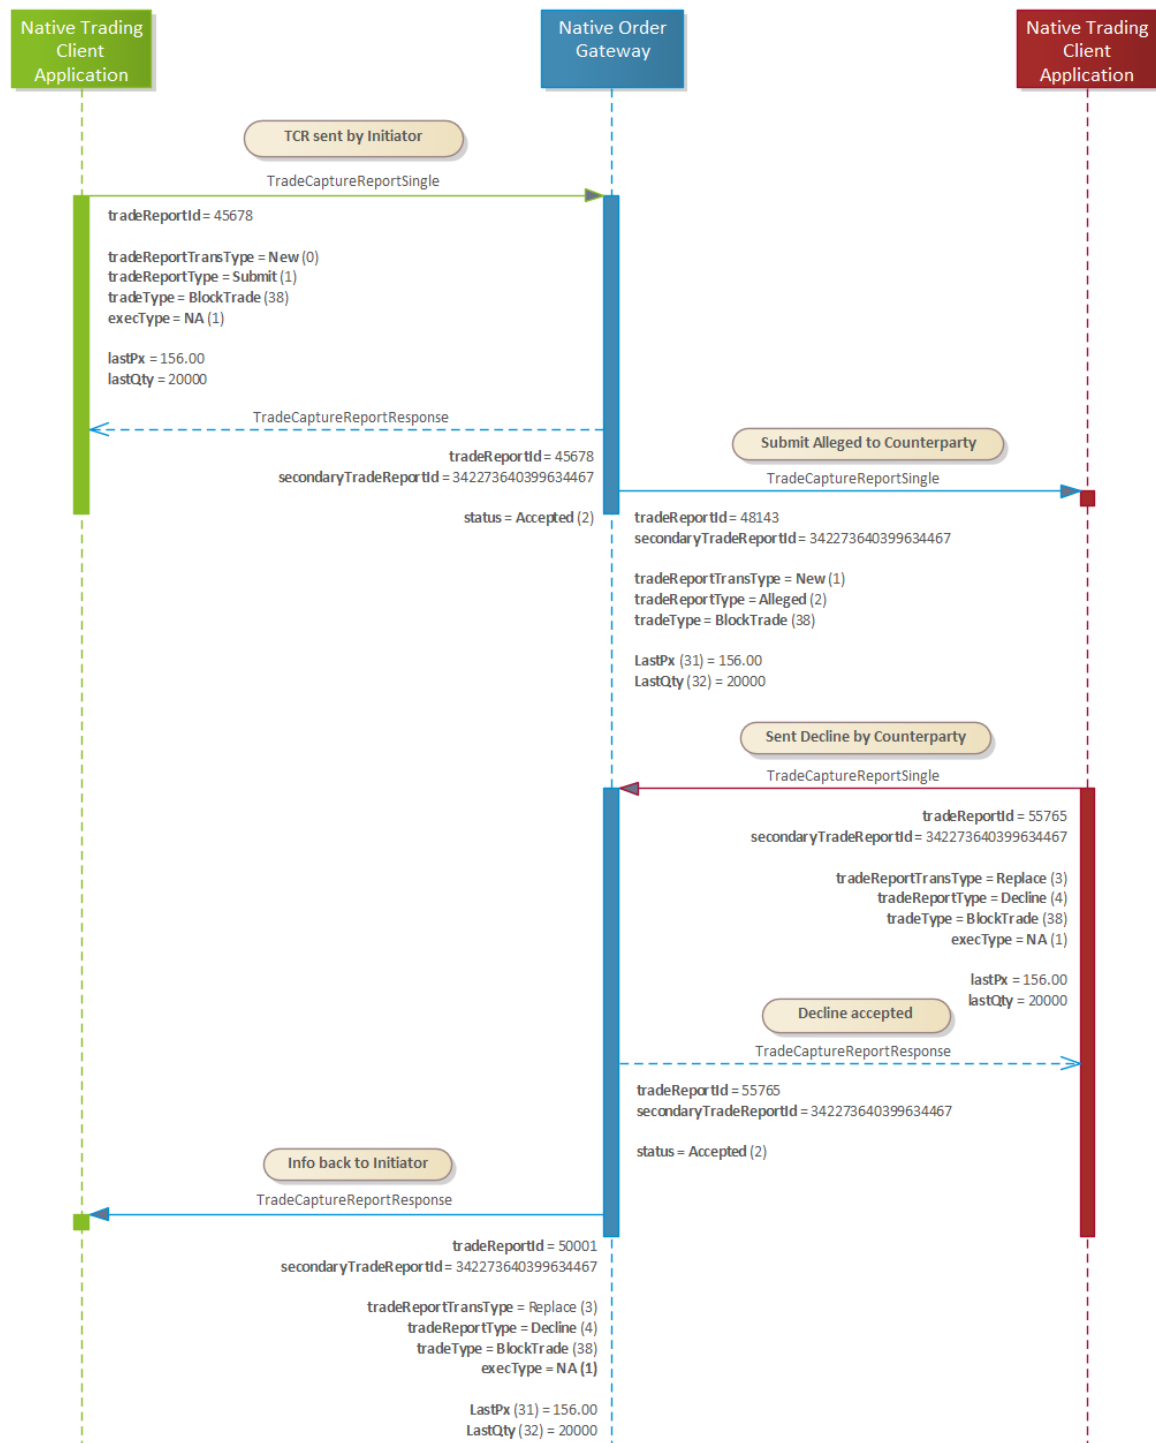 Native Trading
Client
Application
Native Order
Gateway
Native Trading
Client
Application
TCR sent by Initiator
TradeCaptureReportSingle
tradeReportId = 45678
tradeReportTransType = New (0)
tradeReportType = Submit (1)
tradeType = BlockTrade (38)
execType = NA (1)
lastPx = 156.00
lastQty = 20000
TradeCaptureReportResponse
tradeReportId = 45678
secondaryTradeReportId = 342273640399634467
status = Accepted (2)
Submit Alleged to Counterparty
TradeCaptureReportSingle
tradeReportId = 48143
secondaryTradeReportId = 342273640399634467
tradeReportTransType = New (1)
tradeReportType = Alleged (2)
tradeType = BlockTrade (38)
LastPx (31) = 156.00
LastQty (32) = 20000
Sent Decline by Counterparty
TradeCaptureReportSingle
tradeReportId = 55765
secondaryTradeReportId = 342273640399634467
tradeReportTransType = Replace (3)
tradeReportType = Decline (4)
tradeType = BlockTrade (38)
execType = NA (1)
lastPx = 156.00
lastQty = 20000
Decline accepted
TradeCaptureReportResponse
tradeReportId = 55765
secondaryTradeReportId = 342273640399634467
status = Accepted (2)
Info back to Initiator
TradeCaptureReportResponse
tradeReportId = 50001
secondaryTradeReportId = 342273640399634467
tradeReportTransType = Replace (3)
tradeReportType = Decline (4)
tradeType = BlockTrade (38)
execType = NA (1)
LastPx (31) = 156.00
LastQty (32) = 20000